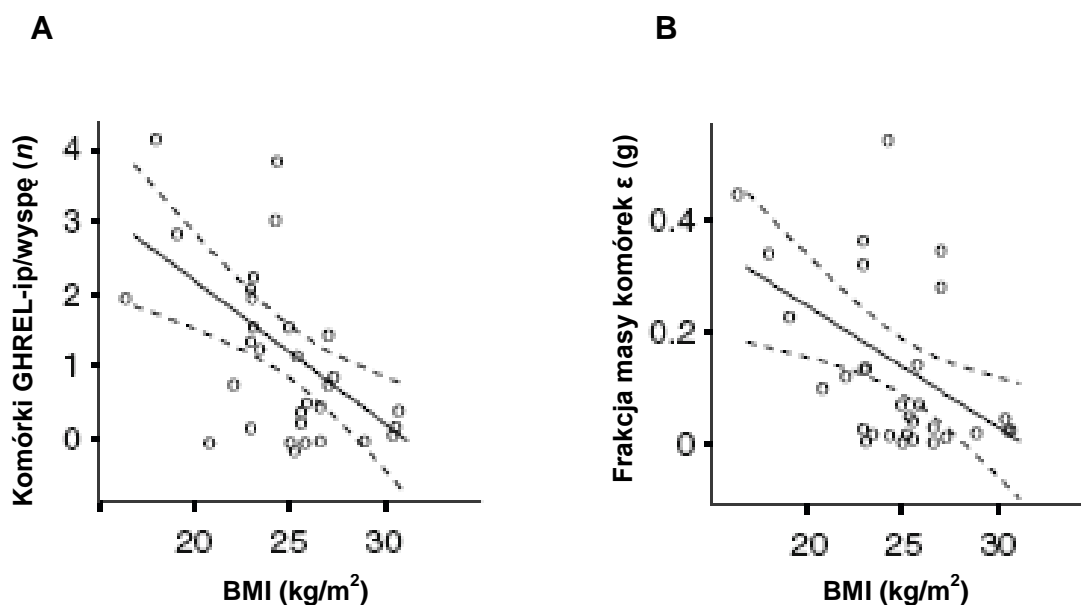 A
B
Komórki GHREL-ip/wyspę (n)
4
3
2
1
0
20 25 30
BMI (kg/m²)
Frakcja masy komórek ε (g)
0.4
0.2
0
20 25 30
BMI (kg/m²)